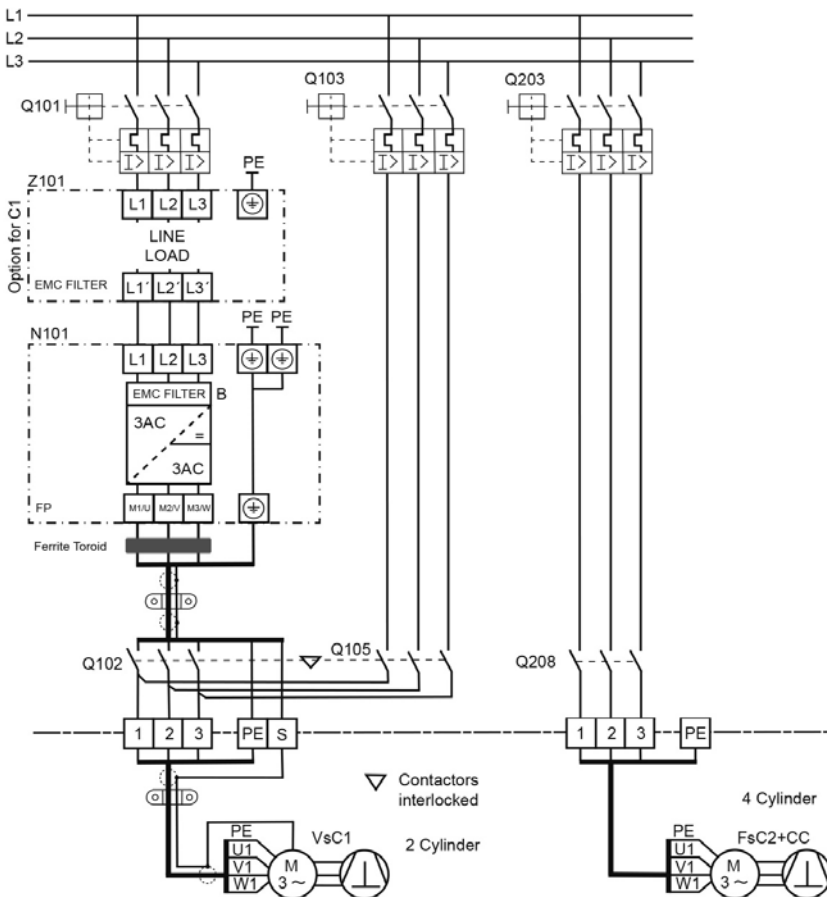 L1
L2
L3
Q101
Q103
Q203
I> I> I>
I> I> I>
I> I> I>
Z101
PE
Option for C1
L1 L2 L3
LINE
LOAD
EMC FILTER
L1´ L2´ L3´
N101
PE PE
L1 L2 L3
EMC FILTER B
3AC
=
3AC
FP
M1/U M2/V M3/W
Ferrite Toroid
Q102
Q105
Q208
1 2 3 PE S
1 2 3 PE
Contactors
interlocked
4 Cylinder
2 Cylinder
PE
U1
V1
W1
M
3 ~
VsC1
PE
U1
V1
W1
M
3 ~
FsC2+CC